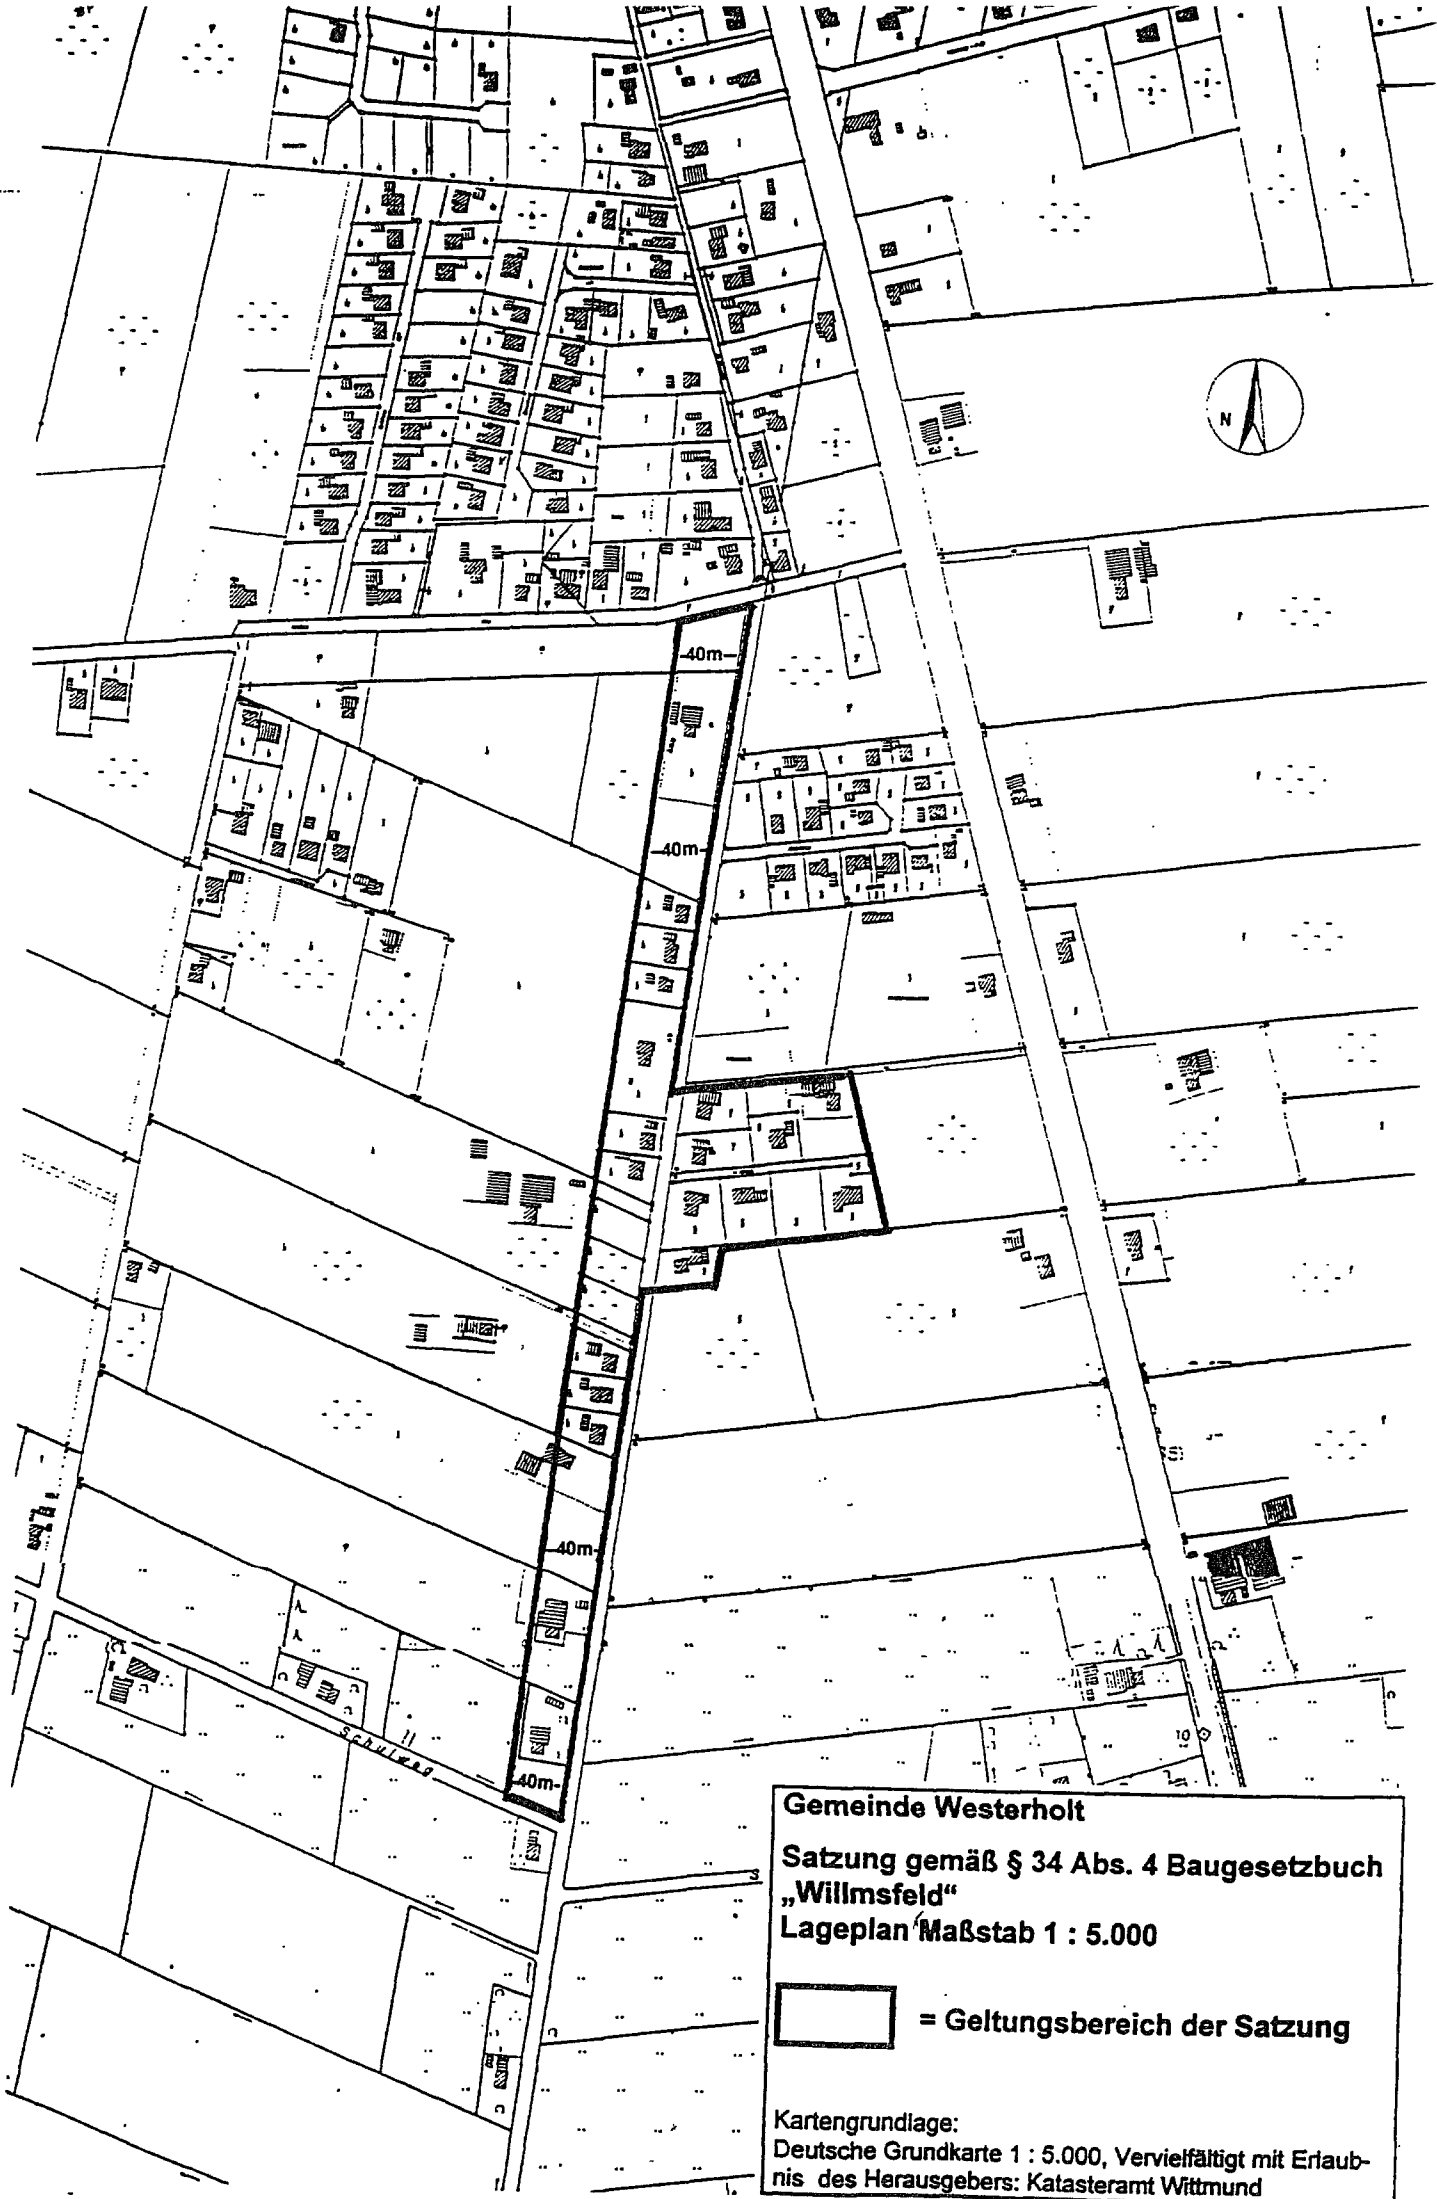 N
40m
40m
40m
40m
Schulweg
10
Gemeinde Westerholt
Satzung gemäß § 34 Abs. 4 Baugesetzbuch
„Willmsfeld“
Lageplan Maßstab 1 : 5.000
= Geltungsbereich der Satzung
Kartengrundlage:
Deutsche Grundkarte 1 : 5.000, Vervielfältigt mit Erlaub-
nis des Herausgebers: Katasteramt Wittmund